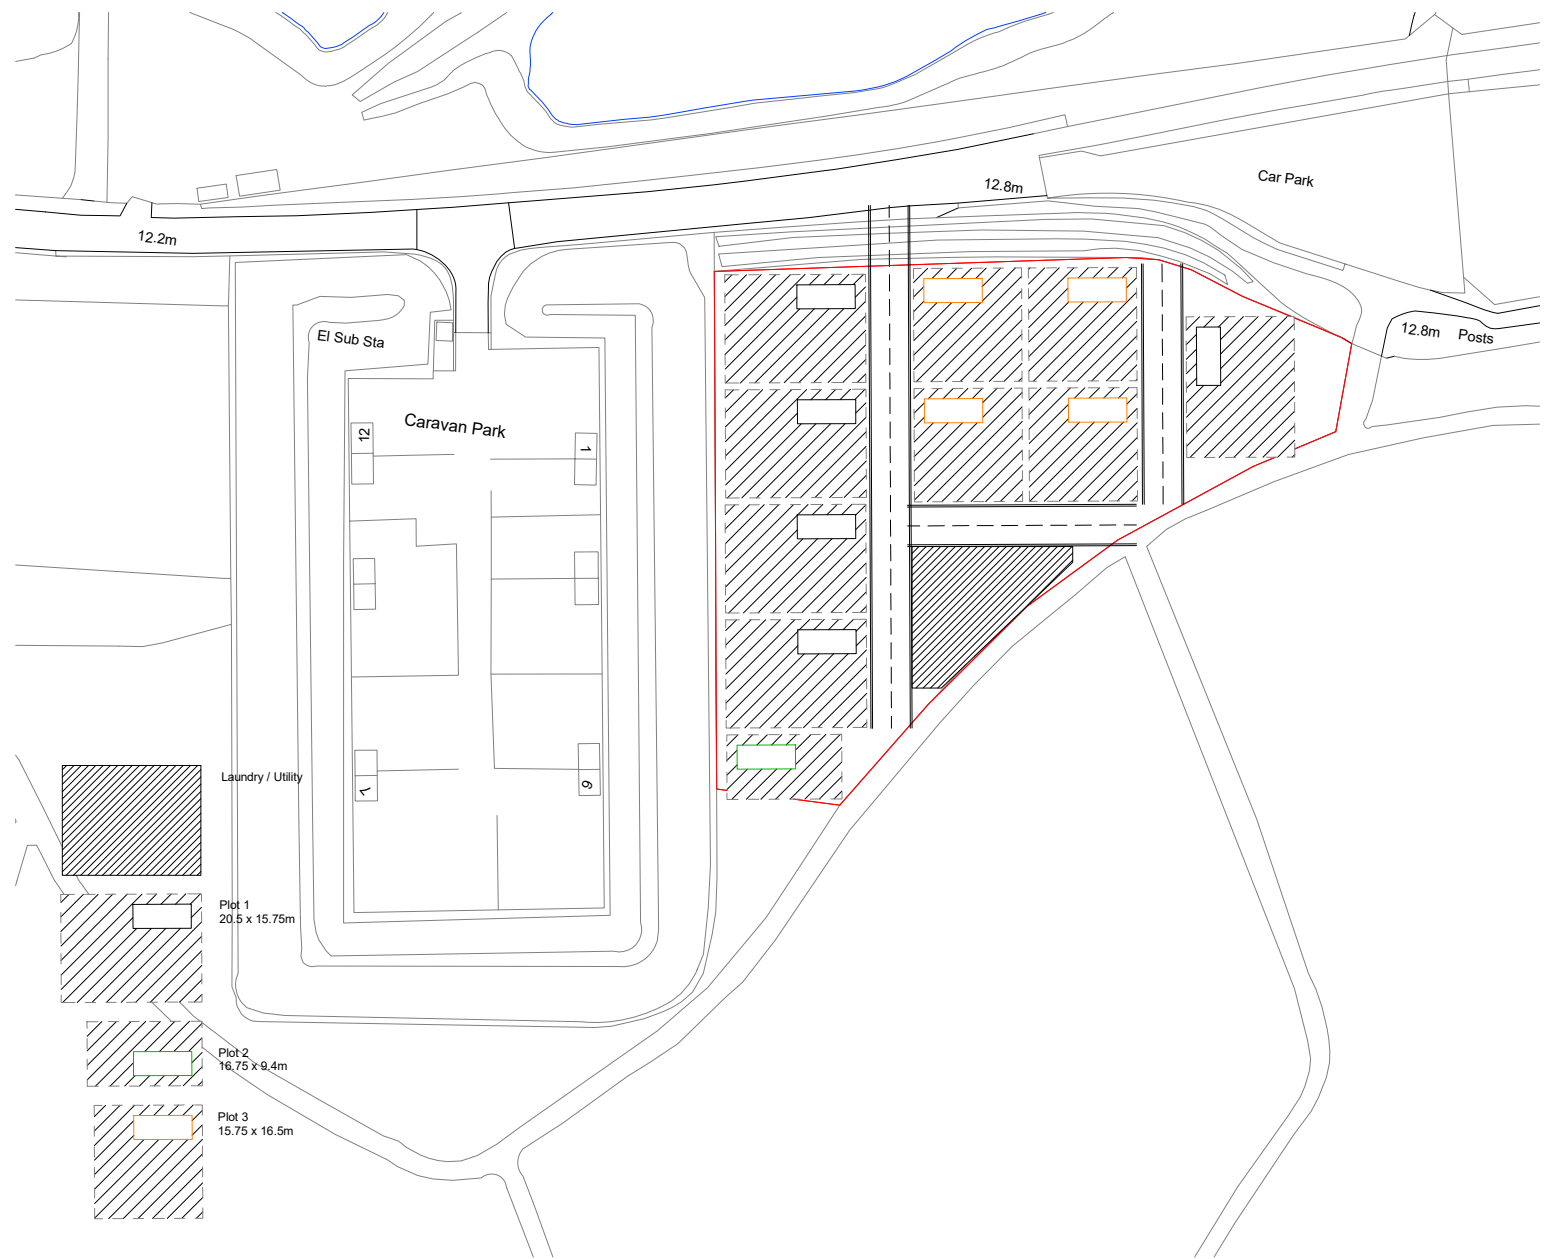 Car Park
12.8m
12.2m
El Sub Sta
12.8m Posts
Caravan Park
12
1
7
6
Laundry / Utility
Plot 1
20.5 x 15.75m
Plot 2
16.75 x 9.4m
Plot 3
15.75 x 16.5m